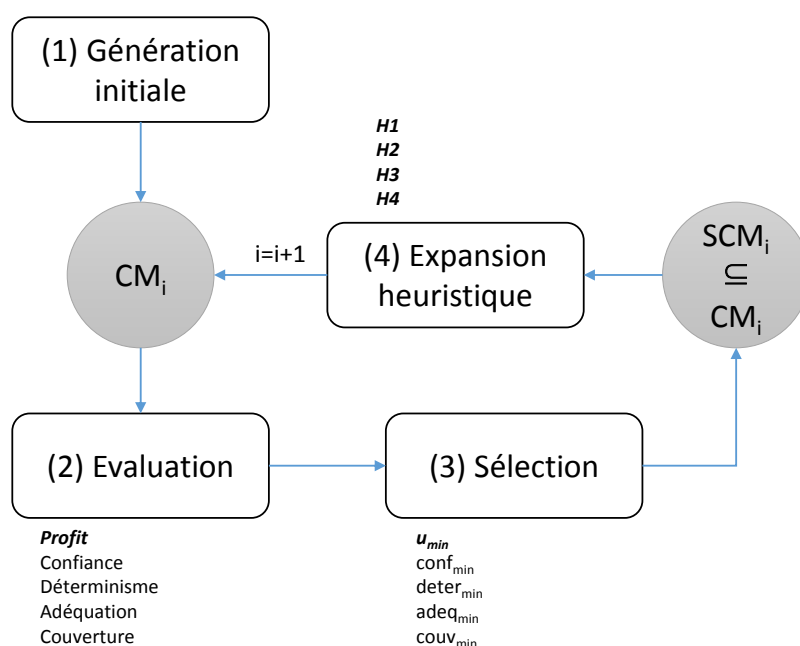 (1) Génération
initiale
H1
H2
H3
H4
i=i+1
(4) Expansion
heuristique
CMi
SCMi
⊆
CMi
(2) Evaluation
(3) Sélection
Profit
Confiance
Déterminisme
Adéquation
Couverture
umin
confmin
determin
adeqmin
couvmin